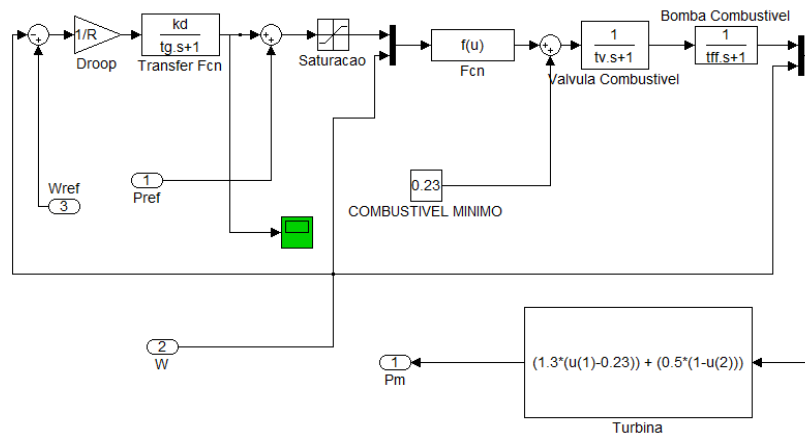 Bomba Combustivel
1/R
Droop
kd
tg.s+1
Transfer Fcn
Saturacao
f(u)
Fcn
1
tv.s+1
Valvula Combustivel
1
tff.s+1
Wref
3
1
Pref
0.23
COMBUSTIVEL MINIMO
2
W
1
Pm
(1.3*(u(1)-0.23)) + (0.5*(1-u(2)))
Turbina